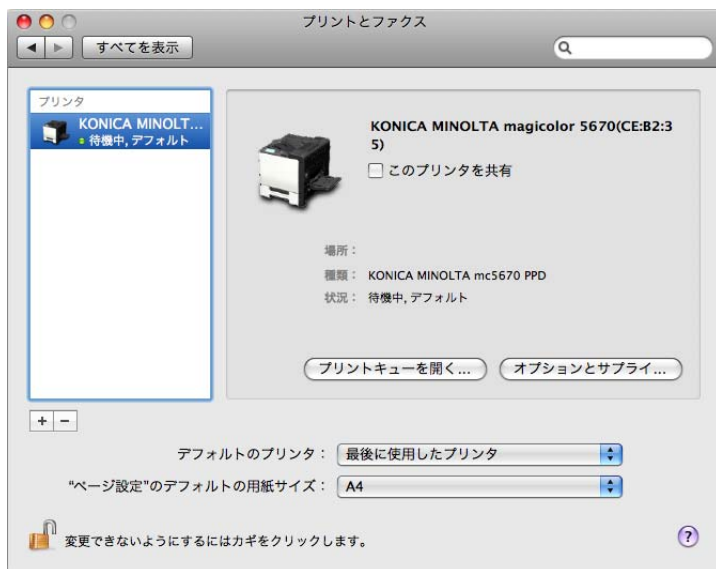 プリントとファクス
すべてを表示
プリンタ
KONICA MINOLT...
待機中, デフォルト
KONICA MINOLTA magicolor 5670(CE:B2:3
5)
このプリンタを共有
場所：
種類： KONICA MINOLTA mc5670 PPD
状況： 待機中, デフォルト
プリントキューを開く... オプションとサプライ...
+ −
デフォルトのプリンタ： 最後に使用したプリンタ
“ページ設定”のデフォルトの用紙サイズ： A4
変更できないようにするにはカギをクリックします。 ?